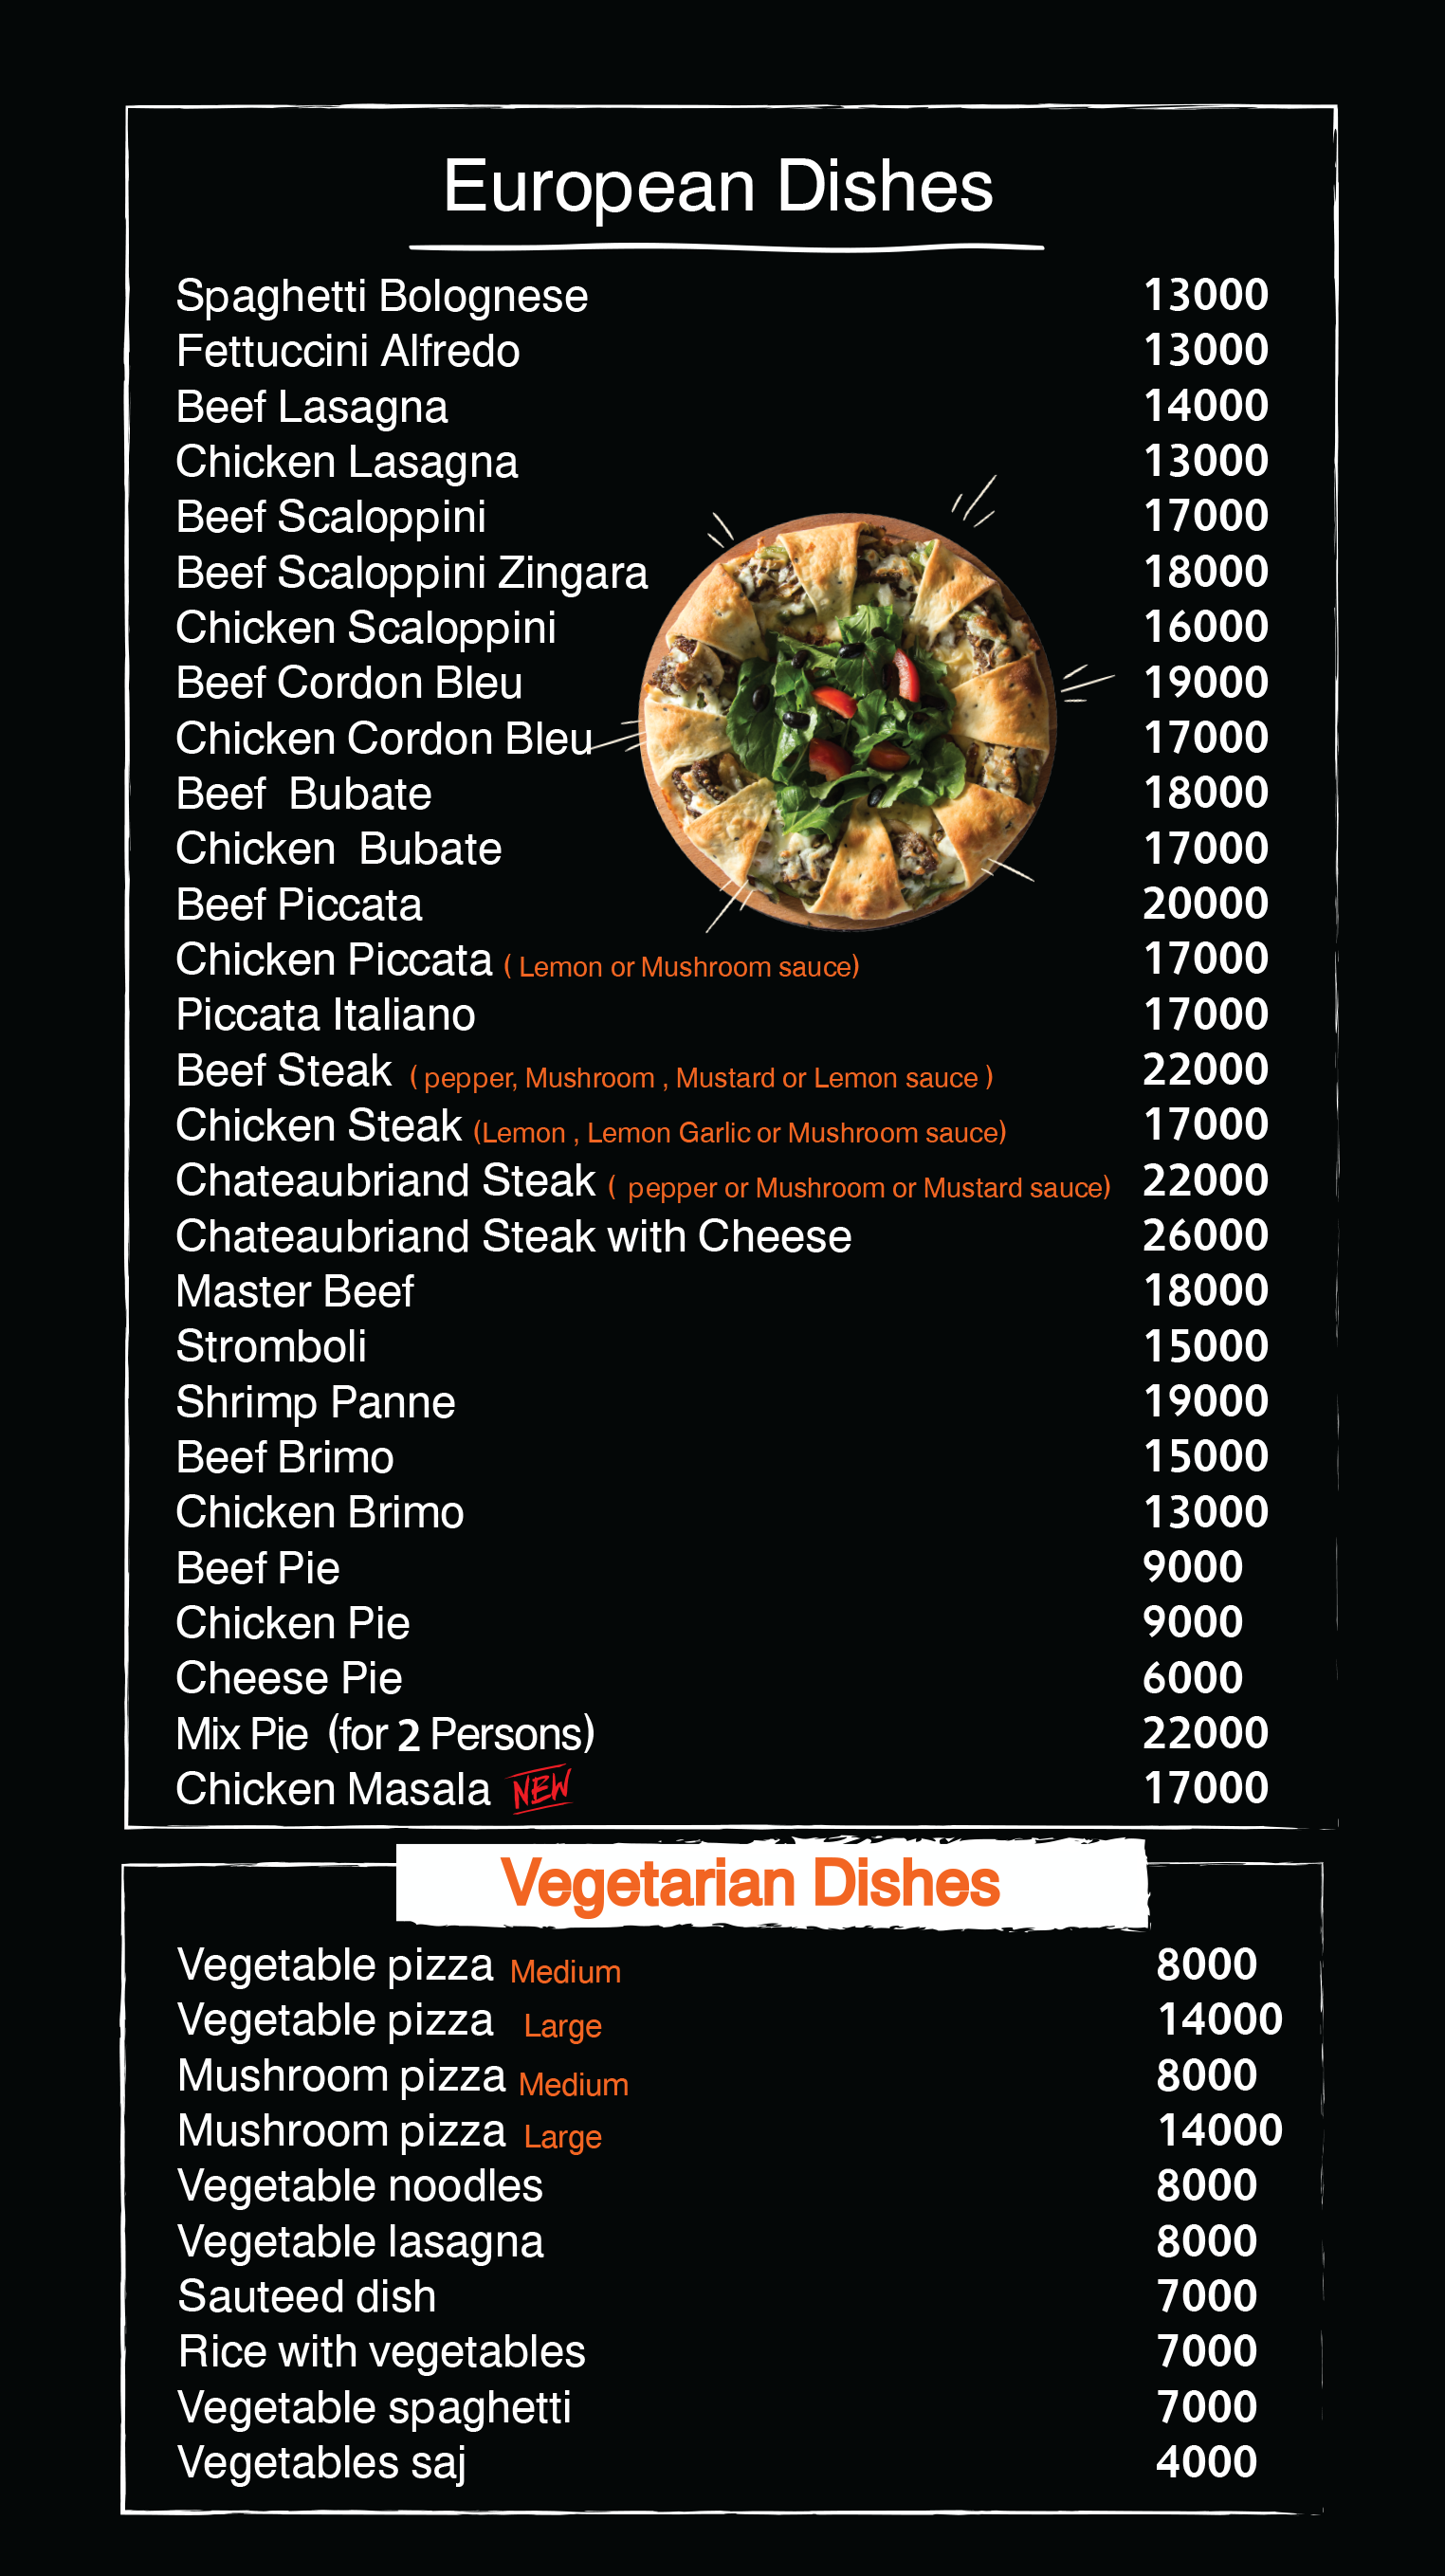 European Dishes
Spaghetti Bolognese 13000
Fettuccini Alfredo 13000
Beef Lasagna 14000
Chicken Lasagna 13000
Beef Scaloppini 17000
Beef Scaloppini Zingara 18000
Chicken Scaloppini 16000
Beef Cordon Bleu 19000
Chicken Cordon Bleu 17000
Beef Bubate 18000
Chicken Bubate 17000
Beef Piccata 20000
Chicken Piccata ( Lemon or Mushroom sauce) 17000
Piccata Italiano 17000
Beef Steak ( pepper, Mushroom , Mustard or Lemon sauce ) 22000
Chicken Steak (Lemon , Lemon Garlic or Mushroom sauce) 17000
Chateaubriand Steak ( pepper or Mushroom or Mustard sauce) 22000
Chateaubriand Steak with Cheese 26000
Master Beef 18000
Stromboli 15000
Shrimp Panne 19000
Beef Brimo 15000
Chicken Brimo 13000
Beef Pie 9000
Chicken Pie 9000
Cheese Pie 6000
Mix Pie (for 2 Persons) 22000
Chicken Masala NEW 17000
Vegetarian Dishes
Vegetable pizza Medium 8000
Vegetable pizza Large 14000
Mushroom pizza Medium 8000
Mushroom pizza Large 14000
Vegetable noodles 8000
Vegetable lasagna 8000
Sauteed dish 7000
Rice with vegetables 7000
Vegetable spaghetti 7000
Vegetables saj 4000